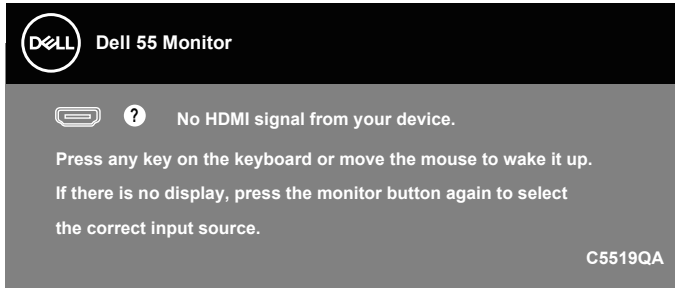 DELL Dell 55 Monitor
? No HDMI signal from your device.
Press any key on the keyboard or move the mouse to wake it up.
If there is no display, press the monitor button again to select
the correct input source.
C5519QA